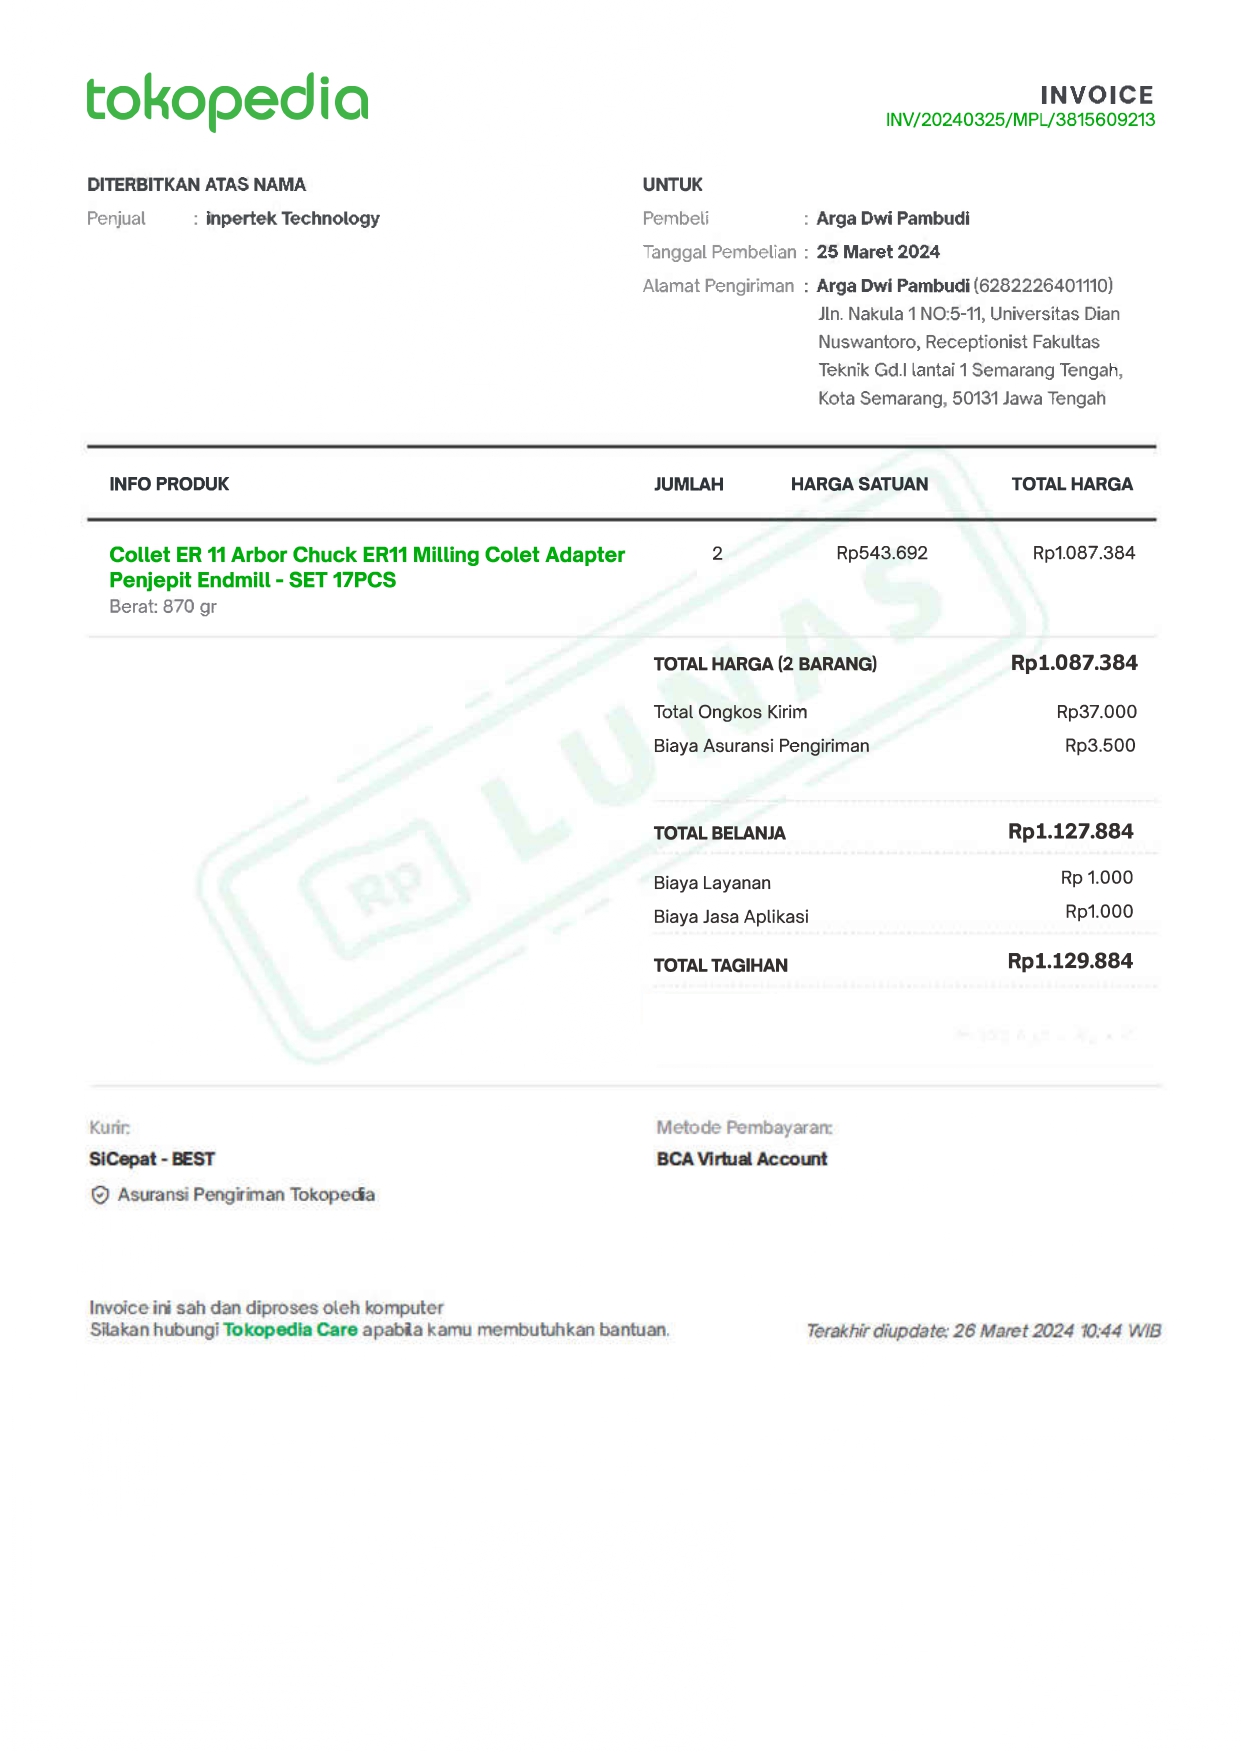 tokopedia
INVOICE
INV/20240325/MPL/3815609213
DITERBITKAN ATAS NAMA
Penjual : inpertek Technology
UNTUK
Pembeli : Arga Dwi Pambudi
Tanggal Pembelian : 25 Maret 2024
Alamat Pengiriman : Arga Dwi Pambudi (6282226401110)
Jln. Nakula 1 NO:5-11, Universitas Dian
Nuswantoro, Receptionist Fakultas
Teknik Gd.I lantai 1 Semarang Tengah,
Kota Semarang, 50131 Jawa Tengah
INFO PRODUK JUMLAH HARGA SATUAN TOTAL HARGA
Collet ER 11 Arbor Chuck ER11 Milling Colet Adapter 2 Rp543.692 Rp1.087.384
Penjepit Endmill - SET 17PCS
Berat: 870 gr
TOTAL HARGA (2 BARANG) Rp1.087.384
Total Ongkos Kirim Rp37.000
Biaya Asuransi Pengiriman Rp3.500
TOTAL BELANJA Rp1.127.884
Biaya Layanan Rp 1.000
Biaya Jasa Aplikasi Rp1.000
TOTAL TAGIHAN Rp1.129.884
Rp LUNAS
Kurir:
SiCepat - BEST
Asuransi Pengiriman Tokopedia
Metode Pembayaran:
BCA Virtual Account
Invoice ini sah dan diproses oleh komputer
Silakan hubungi Tokopedia Care apabila kamu membutuhkan bantuan.
Terakhir diupdate: 26 Maret 2024 10:44 WIB